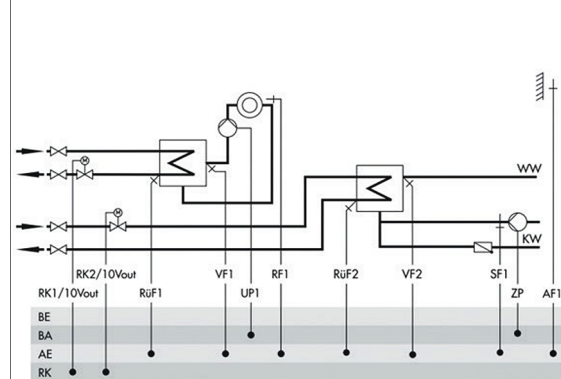 M
M
WW
KW
RK2/10Vout VF1 RF1 RüF2 VF2 SF1
RK1/10Vout RüF1 UP1 ZP AF1
BE
BA
AE
RK